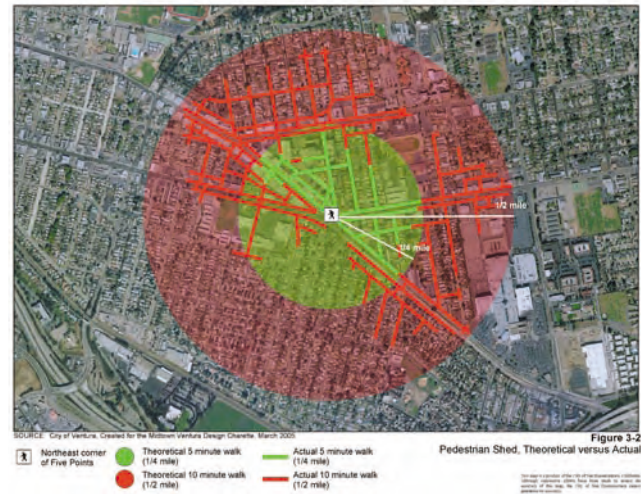 1/2 mile
1/4 mile
SOURCE: City of Ventura, Created for the Midtown Ventura Design Charette, March 2005
Figure 3-2
Pedestrian Shed, Theoretical versus Actual
Northeast corner
of Five Points
Theoretical 5 minute walk
(1/4 mile)
Actual 5 minute walk
(1/4 mile)
Theoretical 10 minute walk
(1/2 mile)
Actual 10 minute walk
(1/2 mile)